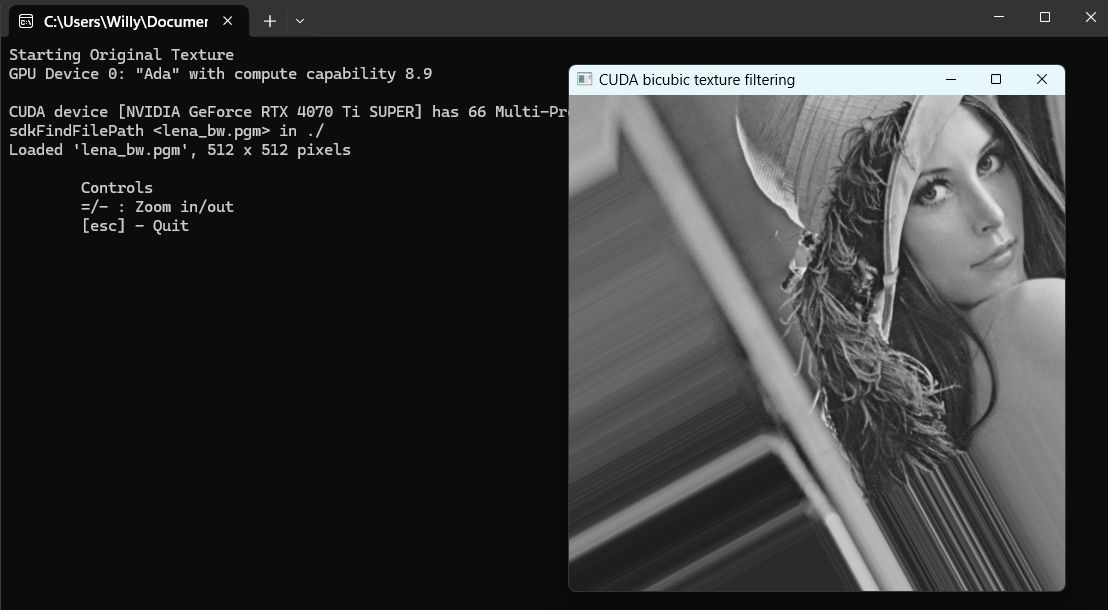 C:\Users\Willy\Documen
Starting Original Texture
GPU Device 0: "Ada" with compute capability 8.9
CUDA device [NVIDIA GeForce RTX 4070 Ti SUPER] has 66 Multi-Pr
sdkFindFilePath <lena_bw.pgm> in ./
Loaded 'lena_bw.pgm', 512 x 512 pixels
Controls
=/- : Zoom in/out
[esc] - Quit
CUDA bicubic texture filtering